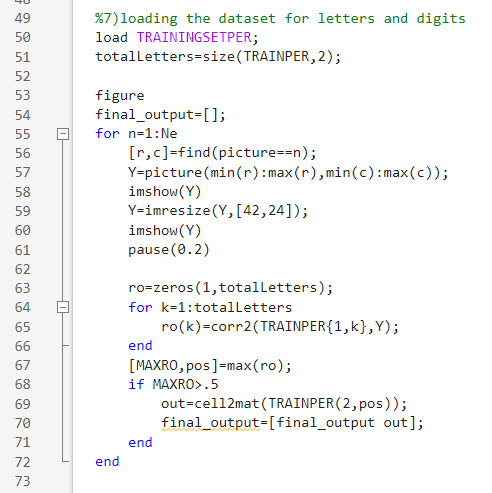 49 %7)loading the dataset for letters and digits
50 load TRAININGSETPER;
51 totalLetters=size(TRAINPER,2);
52
53 figure
54 final_output=[];
55 for n=1:Ne
56 [r,c]=find(picture==n);
57 Y=picture(min(r):max(r),min(c):max(c));
58 imshow(Y)
59 Y=imresize(Y,[42,24]);
60 imshow(Y)
61 pause(0.2)
62
63 ro=zeros(1,totalLetters);
64 for k=1:totalLetters
65 ro(k)=corr2(TRAINPER{1,k},Y);
66 end
67 [MAXRO,pos]=max(ro);
68 if MAXRO>.5
69 out=cell2mat(TRAINPER(2,pos));
70 final_output=[final_output out];
71 end
72 end
73